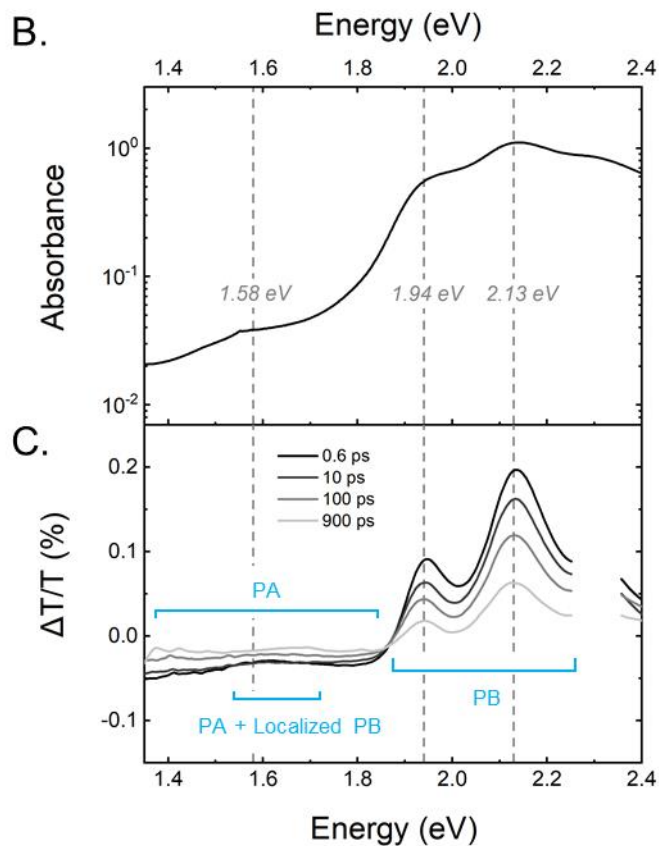 B.
Energy (eV)
1.4 1.6 1.8 2.0 2.2 2.4
Absorbance
10⁰
10⁻¹
10⁻²
1.58 eV 1.94 eV 2.13 eV
C.
ΔT/T (%)
0.2
0.1
0.0
-0.1
0.6 ps
10 ps
100 ps
900 ps
PA
PB
PA + Localized PB
1.4 1.6 1.8 2.0 2.2 2.4
Energy (eV)